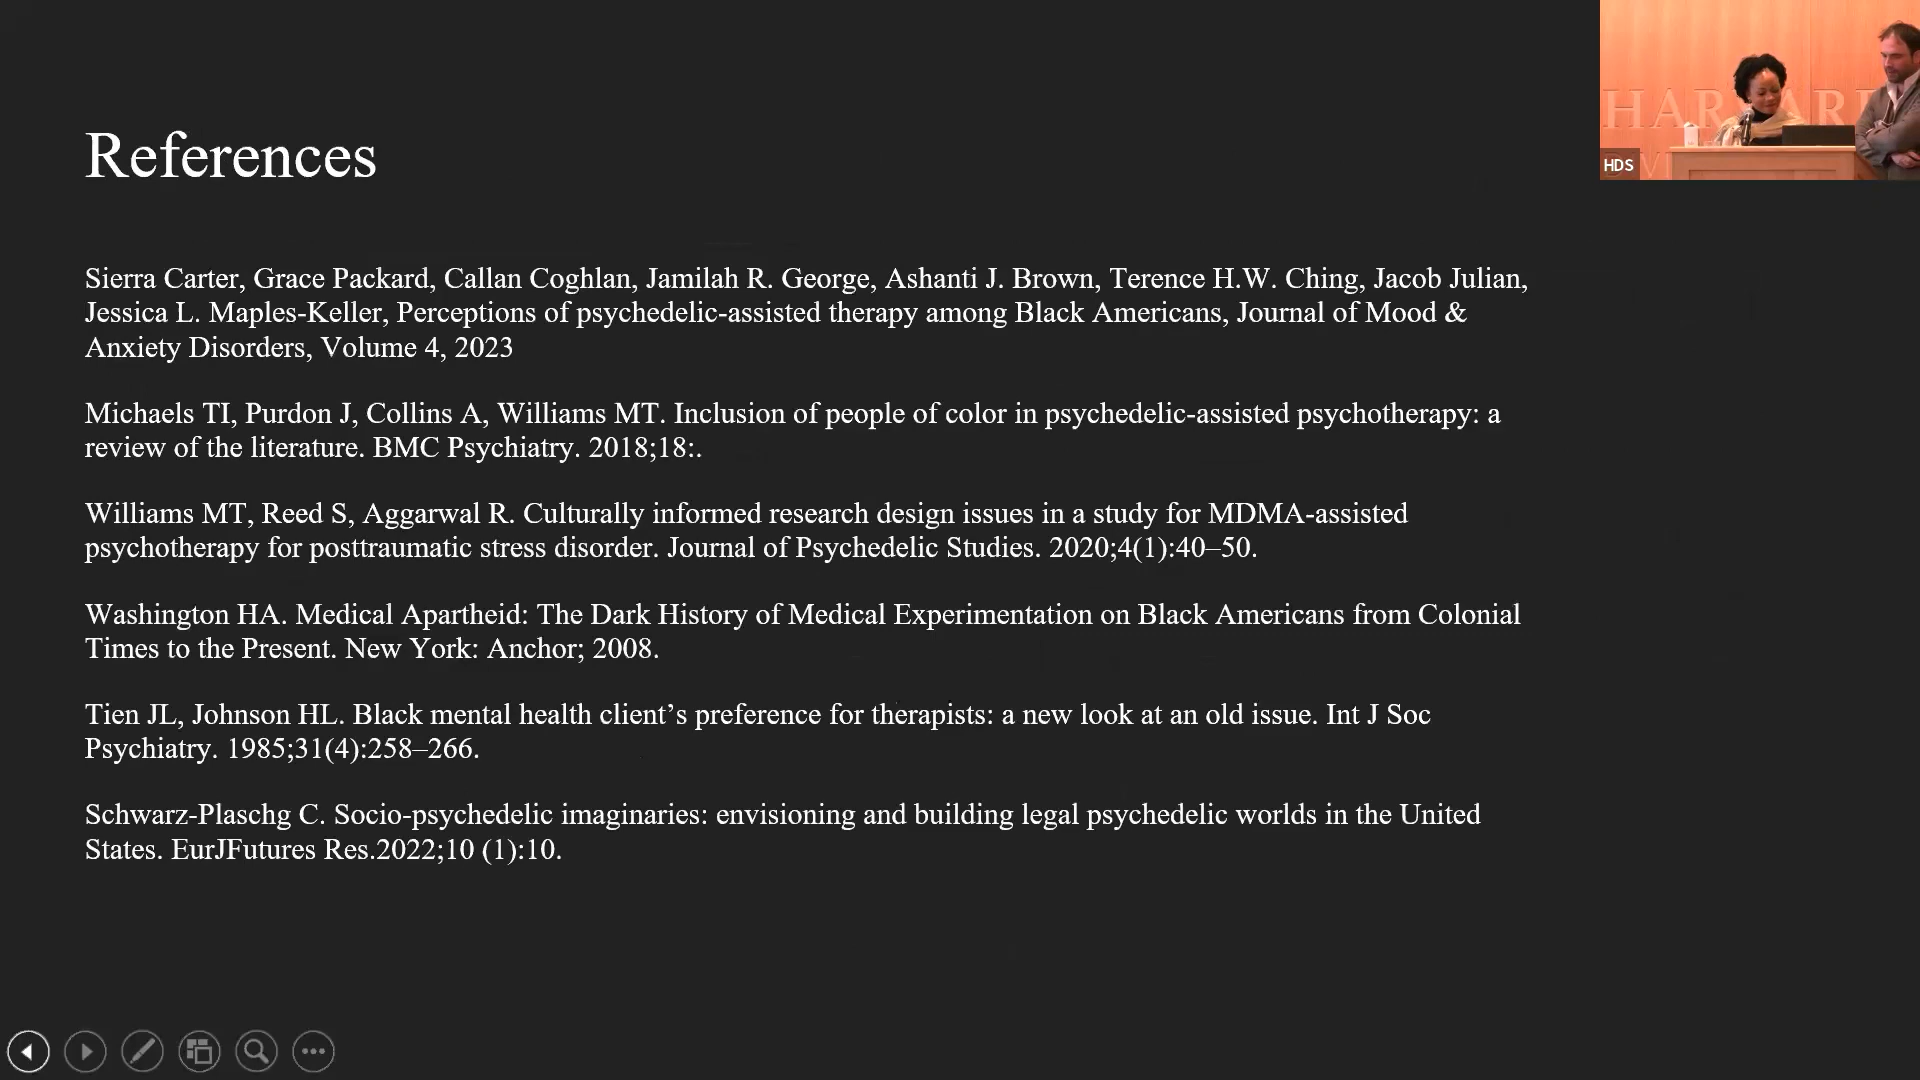 References
Sierra Carter, Grace Packard, Callan Coghlan, Jamilah R. George, Ashanti J. Brown, Terence H.W. Ching, Jacob Julian,
Jessica L. Maples-Keller, Perceptions of psychedelic-assisted therapy among Black Americans, Journal of Mood &
Anxiety Disorders, Volume 4, 2023
Michaels TI, Purdon J, Collins A, Williams MT. Inclusion of people of color in psychedelic-assisted psychotherapy: a
review of the literature. BMC Psychiatry. 2018;18:.
Williams MT, Reed S, Aggarwal R. Culturally informed research design issues in a study for MDMA-assisted
psychotherapy for posttraumatic stress disorder. Journal of Psychedelic Studies. 2020;4(1):40–50.
Washington HA. Medical Apartheid: The Dark History of Medical Experimentation on Black Americans from Colonial
Times to the Present. New York: Anchor; 2008.
Tien JL, Johnson HL. Black mental health client’s preference for therapists: a new look at an old issue. Int J Soc
Psychiatry. 1985;31(4):258–266.
Schwarz-Plaschg C. Socio-psychedelic imaginaries: envisioning and building legal psychedelic worlds in the United
States. EurJFutures Res.2022;10 (1):10.
HDS